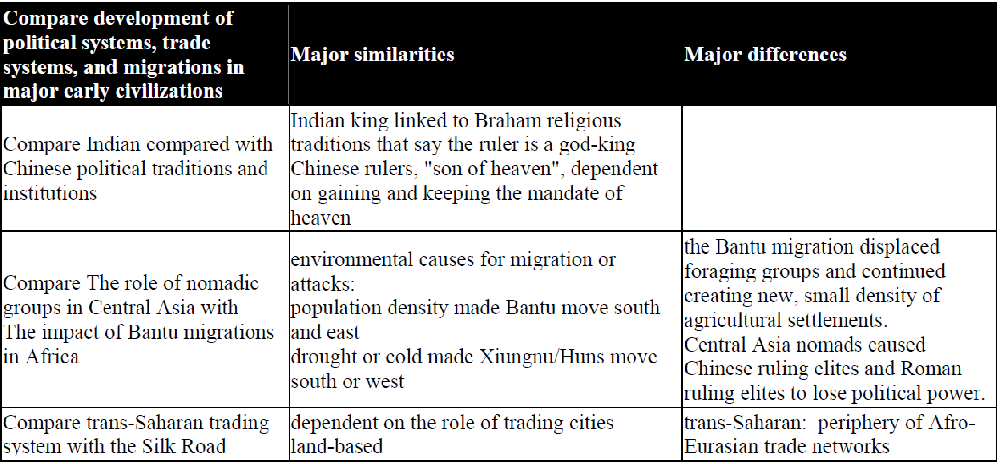 Compare development of
political systems, trade
systems, and migrations in
major early civilizations
Major similarities
Major differences
Compare Indian compared with
Chinese political traditions and
institutions
Indian king linked to Braham religious
traditions that say the ruler is a god-king
Chinese rulers, "son of heaven", dependent
on gaining and keeping the mandate of
heaven
Compare The role of nomadic
groups in Central Asia with
The impact of Bantu migrations
in Africa
environmental causes for migration or
attacks:
population density made Bantu move south
and east
drought or cold made Xiungnu/Huns move
south or west
the Bantu migration displaced
foraging groups and continued
creating new, small density of
agricultural settlements.
Central Asia nomads caused
Chinese ruling elites and Roman
ruling elites to lose political power.
Compare trans-Saharan trading
system with the Silk Road
dependent on the role of trading cities
land-based
trans-Saharan:  periphery of Afro-
Eurasian trade networks